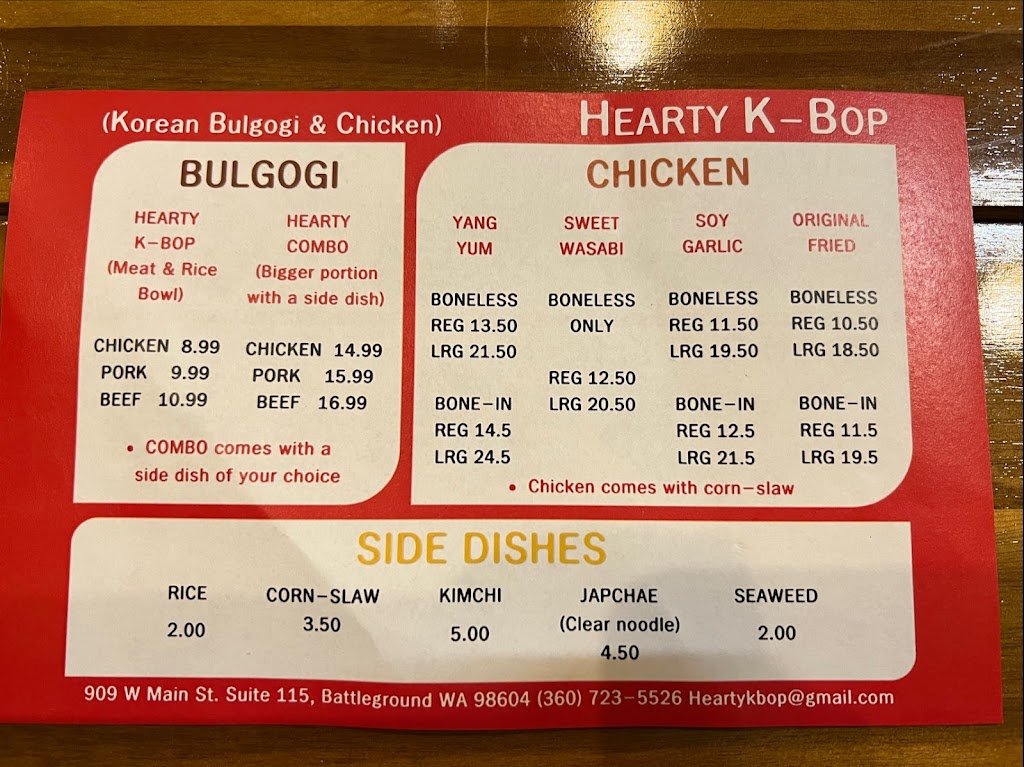 (Korean Bulgogi & Chicken)
HEARTY K-BOP
BULGOGI
HEARTY
K-BOP
(Meat & Rice
Bowl)
CHICKEN 8.99
PORK 9.99
BEEF 10.99
HEARTY
COMBO
(Bigger portion
with a side dish)
CHICKEN 14.99
PORK 15.99
BEEF 16.99
• COMBO comes with a
side dish of your choice
CHICKEN
YANG
YUM
BONELESS
REG 13.50
LRG 21.50
BONE-IN
REG 14.5
LRG 24.5
SWEET
WASABI
BONELESS
ONLY
REG 12.50
LRG 20.50
SOY
GARLIC
BONELESS
REG 11.50
LRG 19.50
BONE-IN
REG 12.5
LRG 21.5
ORIGINAL
FRIED
BONELESS
REG 10.50
LRG 18.50
BONE-IN
REG 11.5
LRG 19.5
• Chicken comes with corn-slaw
SIDE DISHES
RICE
2.00
CORN-SLAW
3.50
KIMCHI
5.00
JAPCHAE
(Clear noodle)
4.50
SEAWEED
2.00
909 W Main St. Suite 115, Battleground WA 98604 (360) 723-5526 Heartykbop@gmail.com